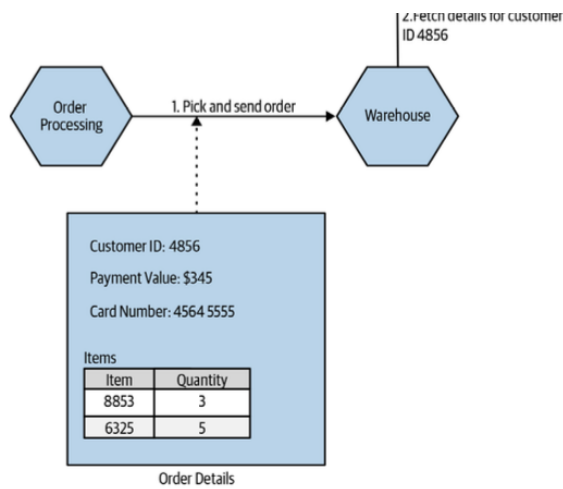 2. Fetch details for customer
ID 4856
Order
Processing
1. Pick and send order
Warehouse
Customer ID: 4856
Payment Value: $345
Card Number: 4564 5555
Items
Item Quantity
8853 3
6325 5
Order Details